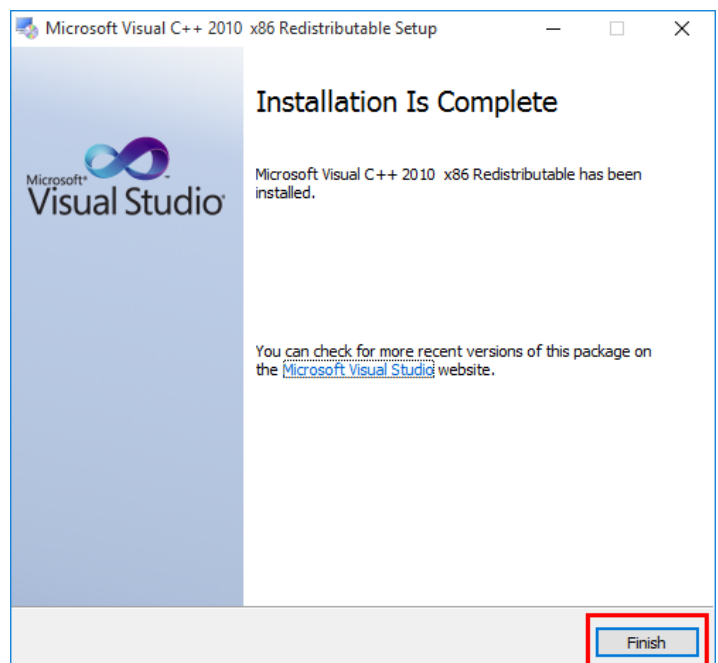 Microsoft Visual C++ 2010 x86 Redistributable Setup
Installation Is Complete
Microsoft Visual C++ 2010 x86 Redistributable has been
installed.
Microsoft®
Visual Studio®
You can check for more recent versions of this package on
the Microsoft Visual Studio website.
Finish